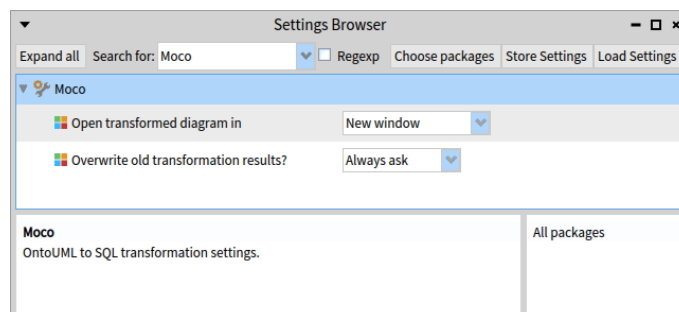 Settings Browser
Expand all Search for: Moco Regexp Choose packages Store Settings Load Settings
Moco
Open transformed diagram in New window
Overwrite old transformation results? Always ask
Moco All packages
OntoUML to SQL transformation settings.